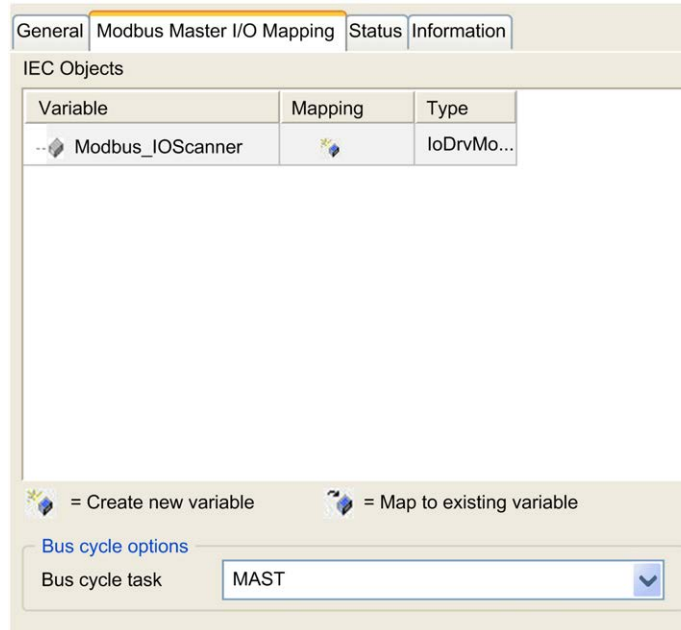 General Modbus Master I/O Mapping Status Information
IEC Objects
Variable Mapping Type
Modbus_IOScanner IoDrvMo...
= Create new variable = Map to existing variable
Bus cycle options
Bus cycle task MAST